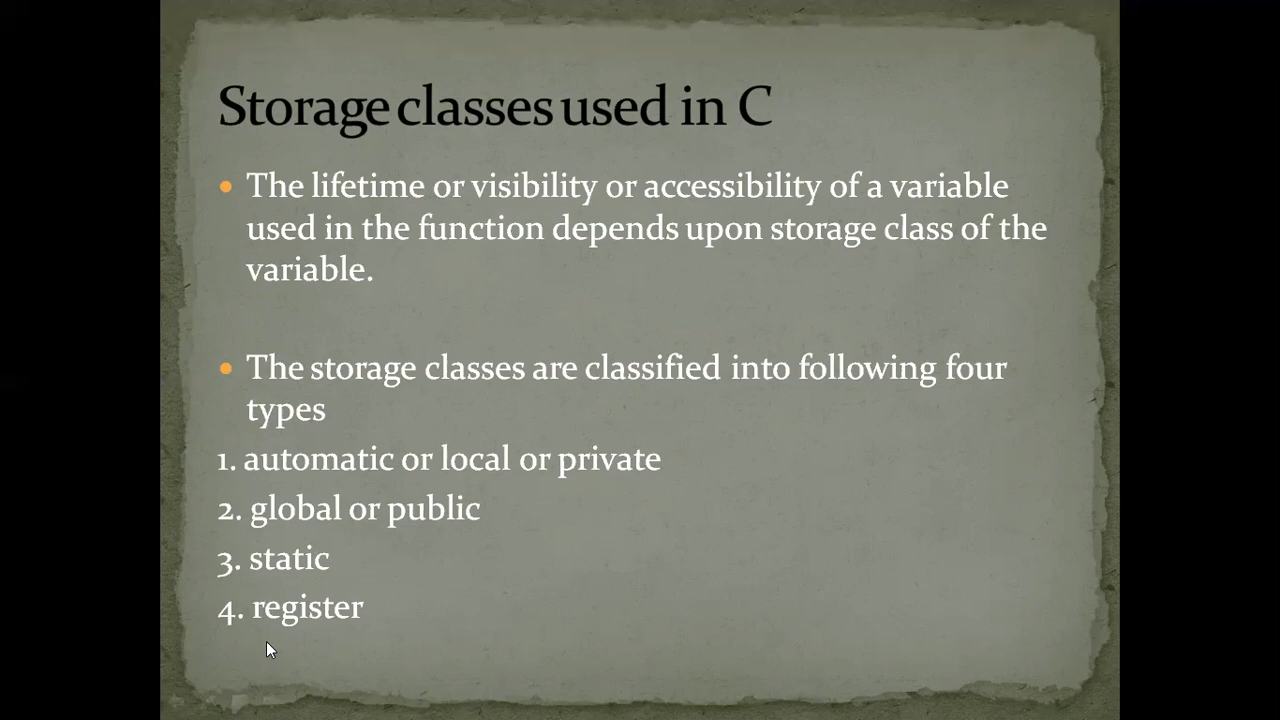 Storage classes used in C
• The lifetime or visibility or accessibility of a variable
used in the function depends upon storage class of the
variable.
• The storage classes are classified into following four
types
1. automatic or local or private
2. global or public
3. static
4. register